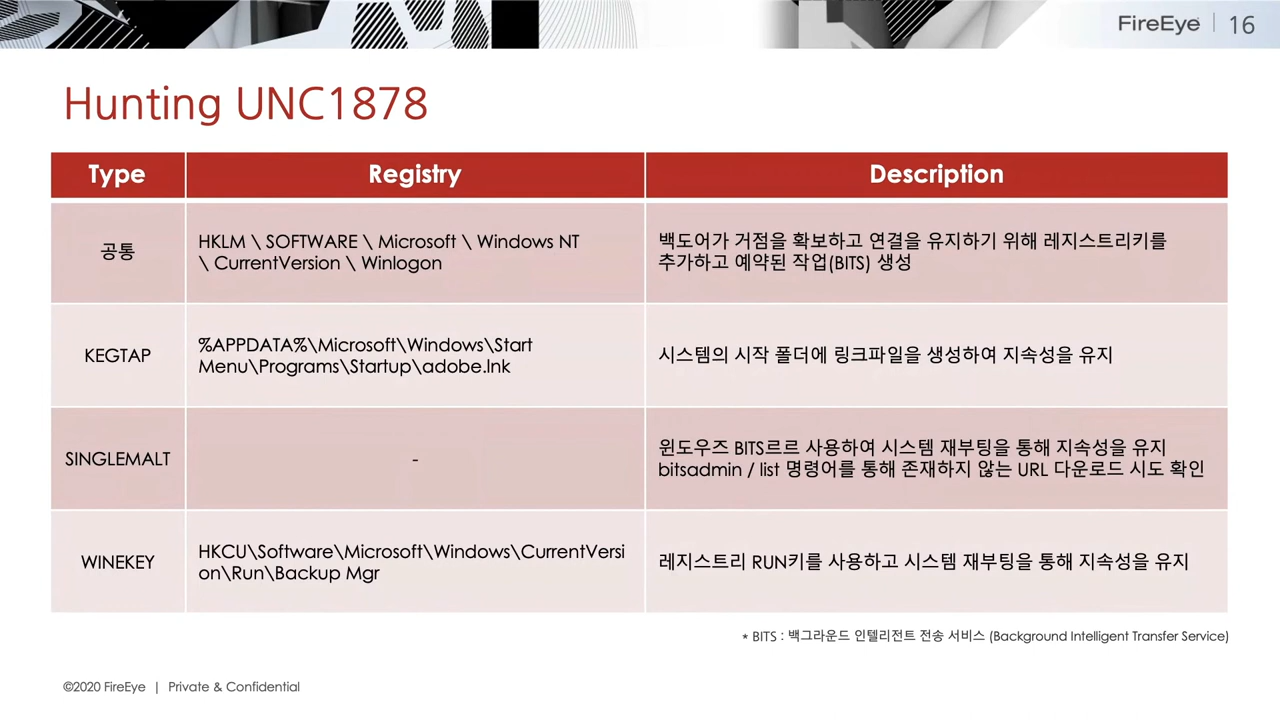 FireEye | 16
Hunting UNC1878
Type Registry Description
공통
HKLM \ SOFTWARE \ Microsoft \ Windows NT
\ CurrentVersion \ Winlogon
백도어가 거점을 확보하고 연결을 유지하기 위해 레지스트리키를
추가하고 예약된 작업(BITS) 생성
KEGTAP
%APPDATA%\Microsoft\Windows\Start
Menu\Programs\Startup\adobe.lnk
시스템의 시작 폴더에 링크파일을 생성하여 지속성을 유지
SINGLEMALT
-
윈도우즈 BITS르르 사용하여 시스템 재부팅을 통해 지속성을 유지
bitsadmin / list 명령어를 통해 존재하지 않는 URL 다운로드 시도 확인
WINEKEY
HKCU\Software\Microsoft\Windows\CurrentVersi
on\Run\Backup Mgr
레지스트리 RUN키를 사용하고 시스템 재부팅을 통해 지속성을 유지
* BITS : 백그라운드 인텔리전트 전송 서비스 (Background Intelligent Transfer Service)
©2020 FireEye | Private & Confidential